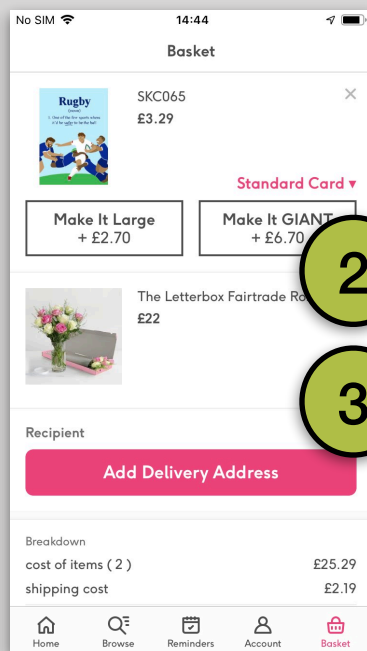 No SIM 14:44
Basket
Rugby
(noun)
SKC065
£3.29
Standard Card ▾
Make It Large
+ £2.70
Make It GIANT
+ £6.70
2
The Letterbox Fairtrade
£22
3
Recipient
Add Delivery Address
Breakdown
cost of items ( 2 ) £25.29
shipping cost £2.19
Home Browse Reminders Account Basket